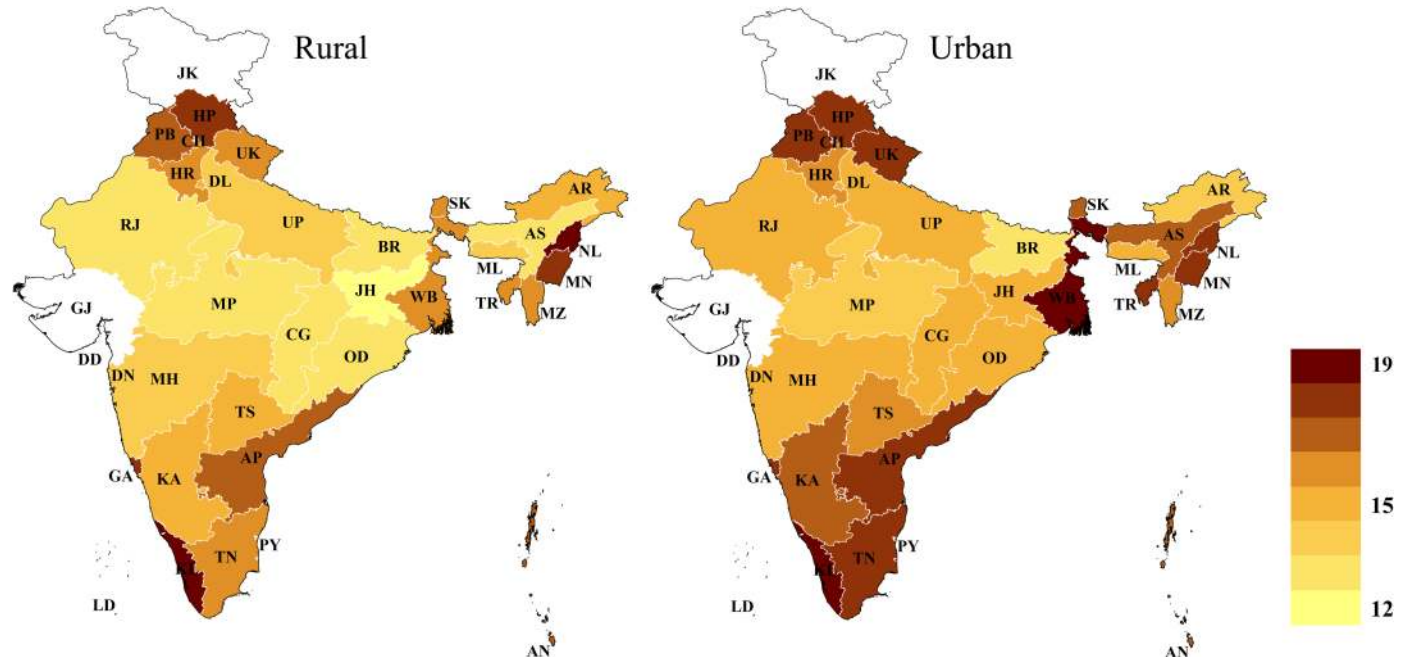 Rural
JK
HP
PB
CH
UK
HR
DL
AR
SK
RJ
UP
AS
BR
NL
ML
MN
GJ
MP
JH
WB
TR
MZ
CG
DD
OD
DN
MH
TS
AP
GA
KA
TN
PY
KL
LD
AN
Urban
JK
HP
PB
CH
UK
HR
DL
AR
SK
RJ
UP
AS
BR
NL
ML
MN
GJ
MP
JH
WB
TR
MZ
CG
DD
OD
DN
MH
TS
AP
GA
KA
TN
PY
KL
LD
AN
19
15
12